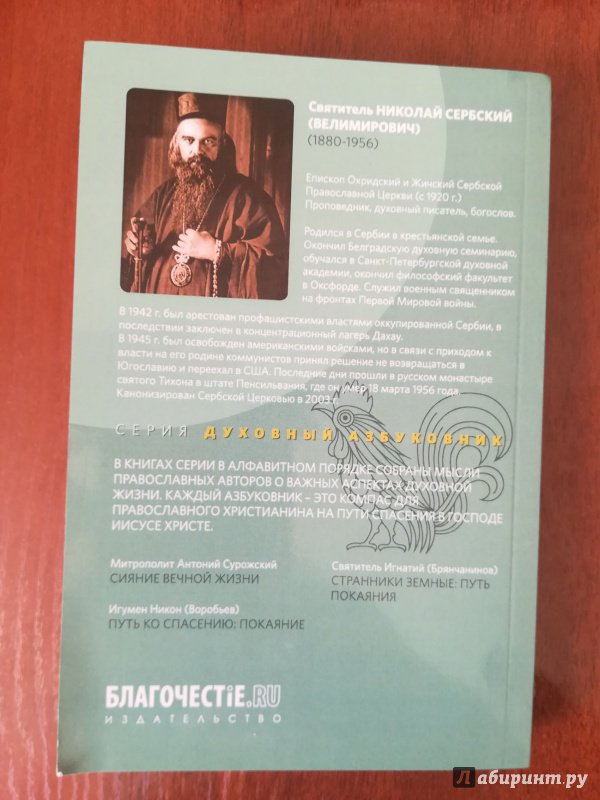 Святитель НИКОЛАЙ СЕРБСКИЙ
(ВЕЛИМИРОВИЧ)
(1880-1956)
Епископ Охридский и Жичский Сербской
Православной Церкви (с 1920 г.)
Проповедник, духовный писатель, богослов.
Родился в Сербии в крестьянской семье.
Окончил Белградскую духовную семинарию,
обучался в Санкт-Петербургской духовной
академии, окончил философский факультет
в Оксфорде. Служил военным священником
на фронтах Первой Мировой войны.
В 1942 г. был арестован профашистскими властями оккупированной Сербии, в
последствии заключен в концентрационный лагерь Дахау.
В 1945 г. был освобожден американскими войсками, но в связи с приходом к
власти на его родине коммунистов принял решение не возвращаться в
Югославию и переехал в США. Последние дни прошли в русском монастыре
святого Тихона в штате Пенсильвания, где он умер 18 марта 1956 года.
Канонизирован Сербской Церковью в 2003 г.
СЕРИЯ ДУХОВНЫЙ АЗБУКОВНИК
В КНИГАХ СЕРИИ В АЛФАВИТНОМ ПОРЯДКЕ СОБРАНЫ МЫСЛИ
ПРАВОСЛАВНЫХ АВТОРОВ О ВАЖНЫХ АСПЕКТАХ ДУХОВНОЙ
ЖИЗНИ. КАЖДЫЙ АЗБУКОВНИК – ЭТО КОМПАС ДЛЯ
ПРАВОСЛАВНОГО ХРИСТИАНИНА НА ПУТИ СПАСЕНИЯ В ГОСПОДЕ
ИИСУСЕ ХРИСТЕ.
Митрополит Антоний Сурожский
СИЯНИЕ ВЕЧНОЙ ЖИЗНИ
Святитель Игнатий (Брянчанинов)
СТРАННИКИ ЗЕМНЫЕ: ПУТЬ
ПОКАЯНИЯ
Игумен Никон (Воробьев)
ПУТЬ КО СПАСЕНИЮ: ПОКАЯНИЕ
БЛАГОЧЕСТIЕ.RU
ИЗДАТЕЛЬСТВО
Лабиринт.ру